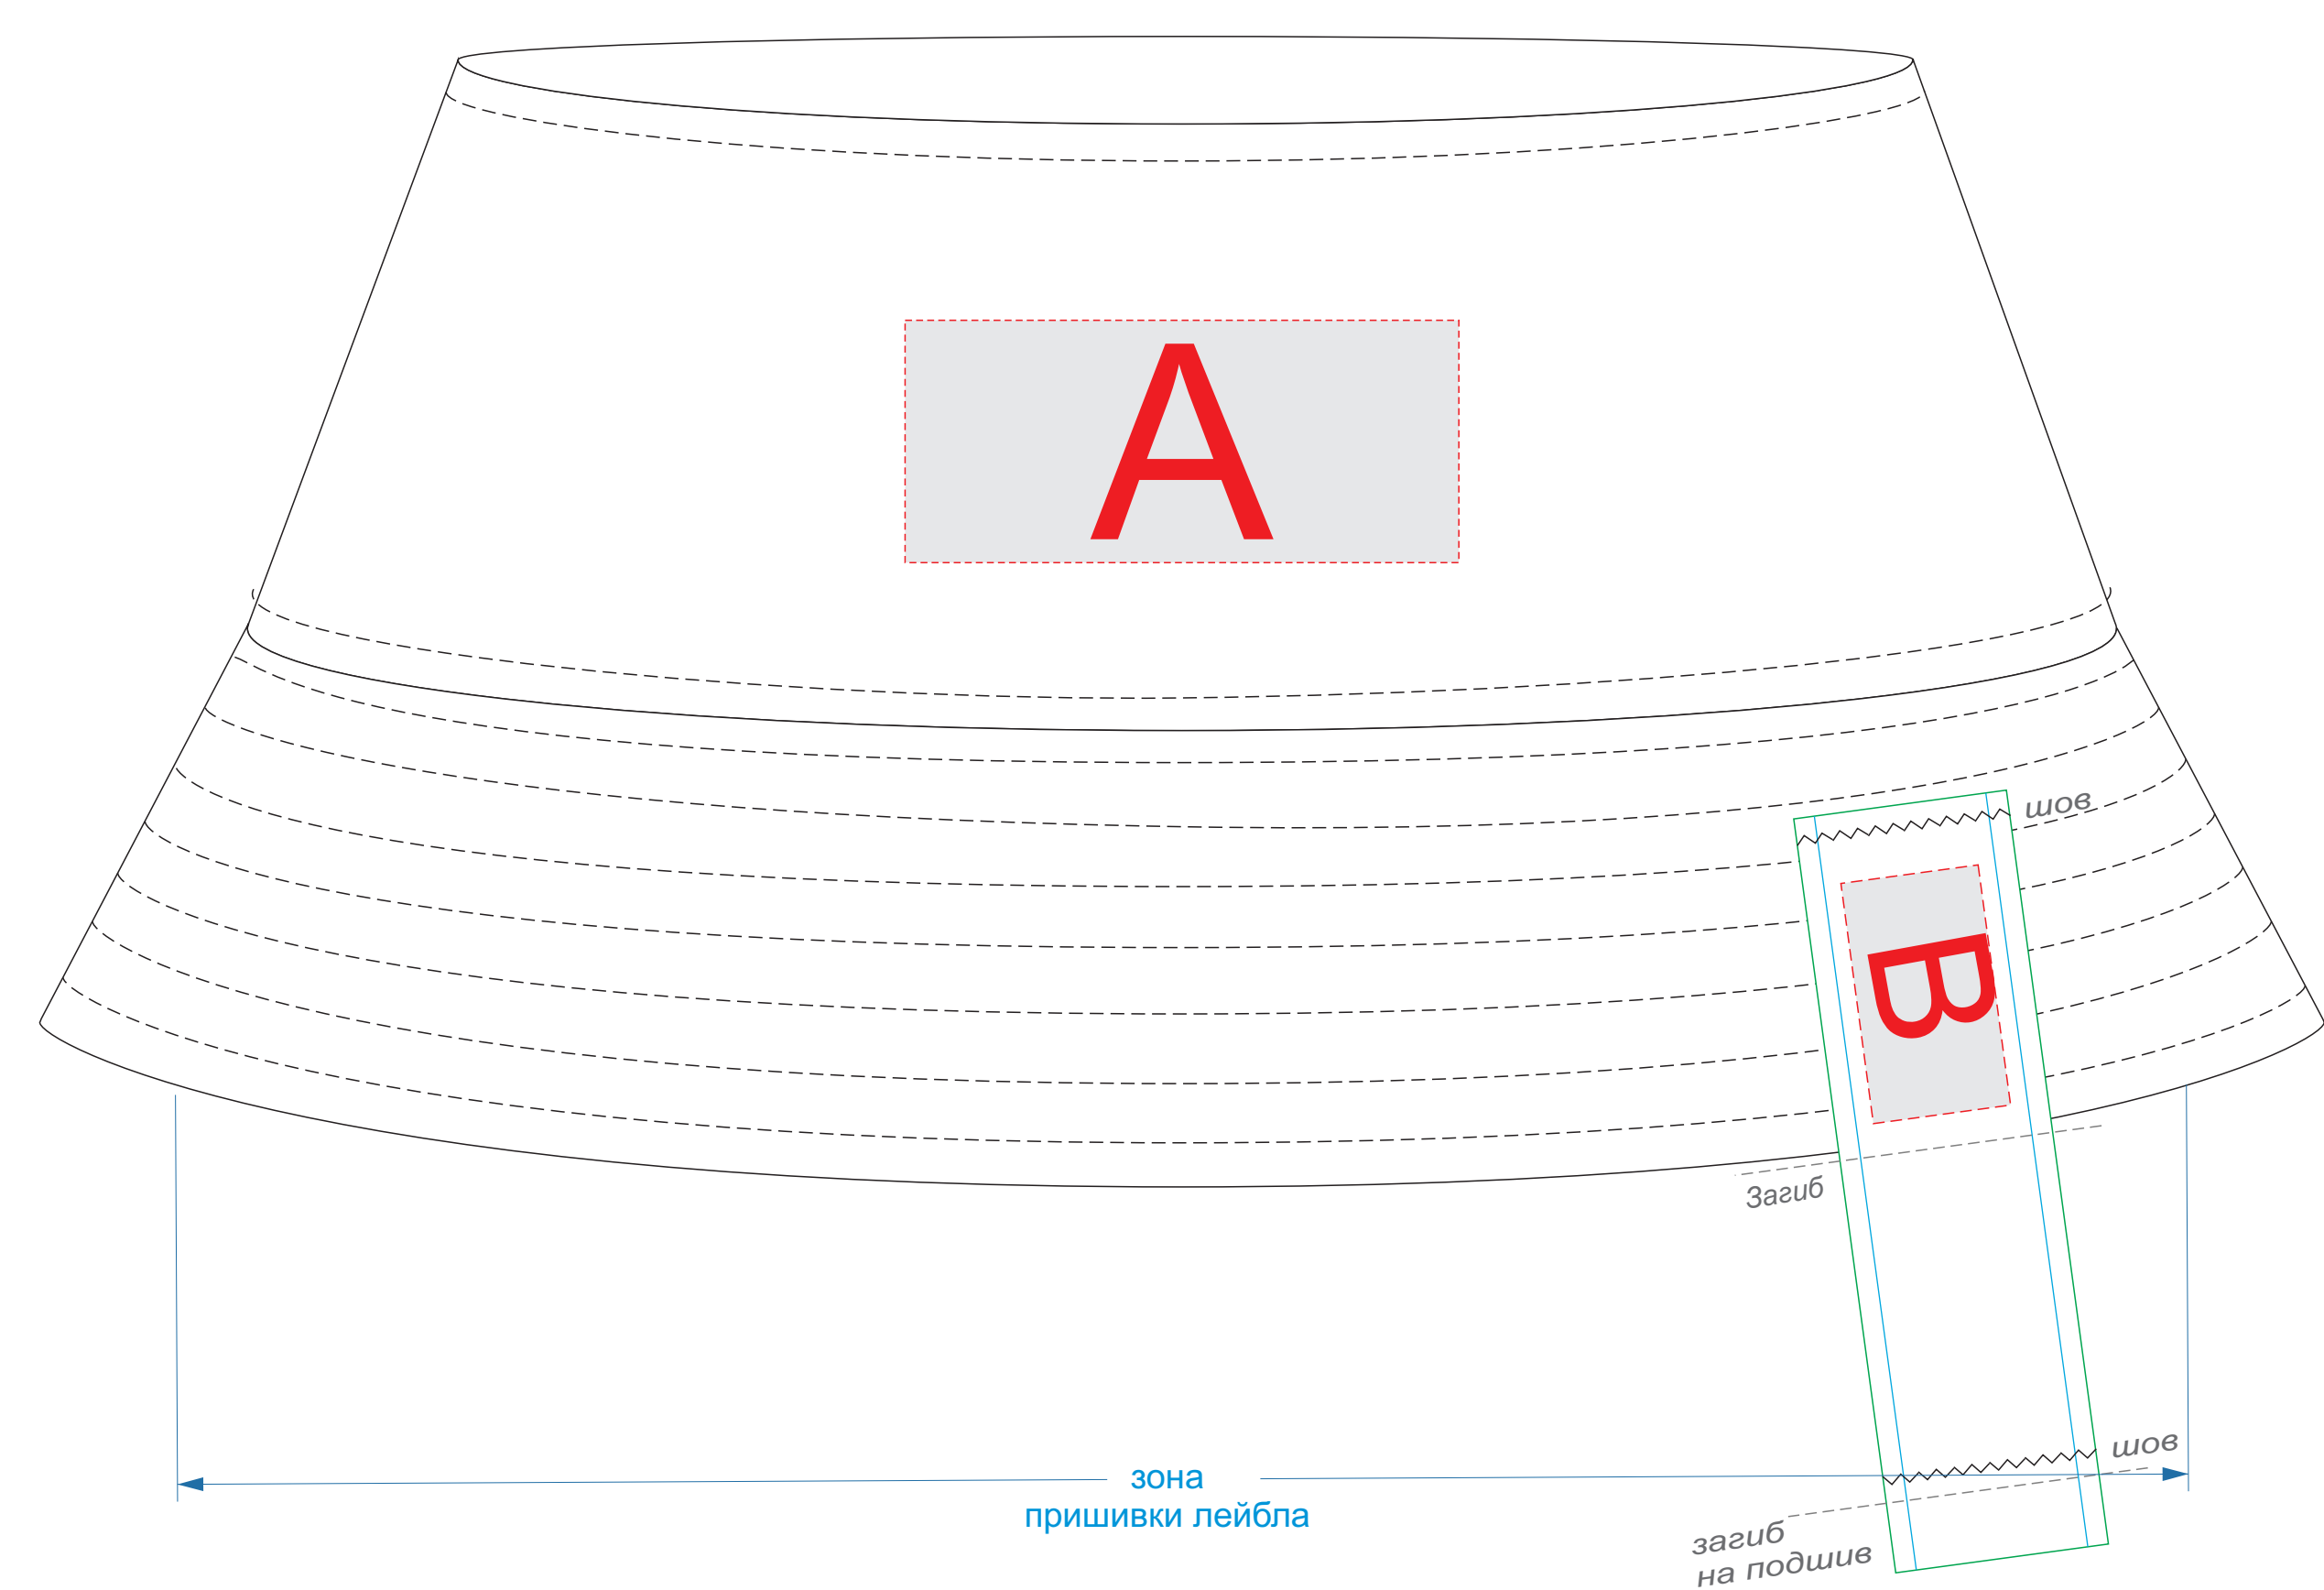 A
шов
B
Загиб
шов
зона
пришивки лейбла
загиб
на подшив